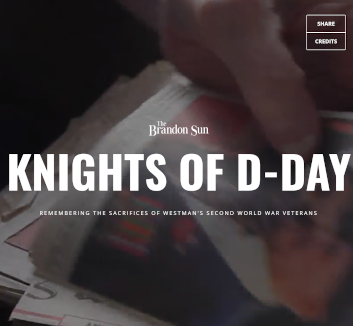 SHARE
CREDITS
The
Brandon Sun
KNIGHTS OF D-DAY
REMEMBERING THE SACRIFICES OF WESTMAN'S SECOND WORLD WAR VETERANS